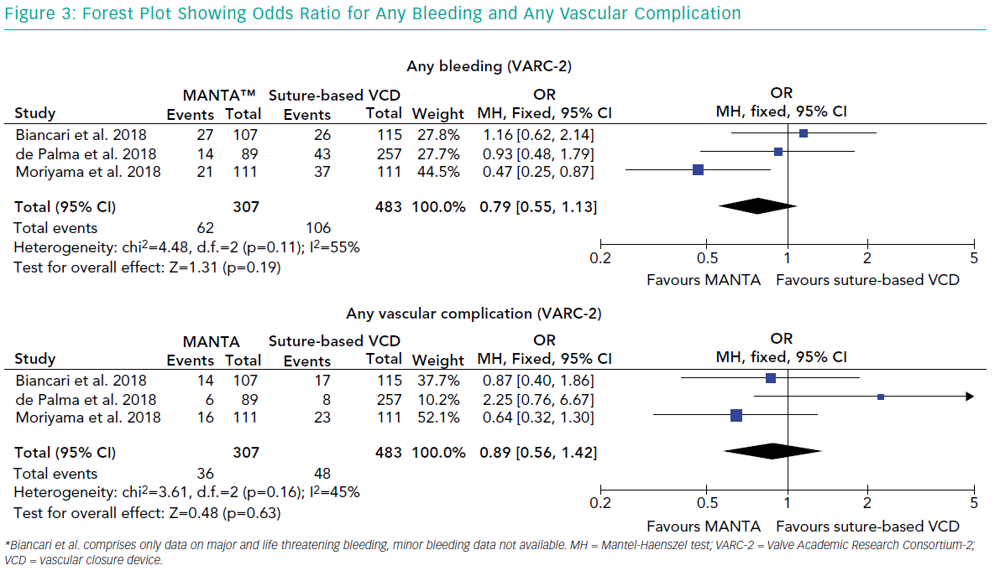 Figure 3: Forest Plot Showing Odds Ratio for Any Bleeding and Any Vascular Complication
Any bleeding (VARC-2)
MANTA™ Suture-based VCD OR OR
Study Events Total Events Total Weight MH, Fixed, 95% CI MH, fixed, 95% CI
Biancari et al. 2018 27 107 26 115 27.8% 1.16 [0.62, 2.14]
de Palma et al. 2018 14 89 43 257 27.7% 0.93 [0.48, 1.79]
Moriyama et al. 2018 21 111 37 111 44.5% 0.47 [0.25, 0.87]
Total (95% CI) 307 483 100.0% 0.79 [0.55, 1.13]
Total events 62 106
Heterogeneity: chi²=4.48, d.f.=2 (p=0.11); I²=55%
Test for overall effect: Z=1.31 (p=0.19)
0.2 0.5 1 2 5
Favours MANTA Favours suture-based VCD
Any vascular complication (VARC-2)
MANTA Suture-based VCD OR OR
Study Events Total Events Total Weight MH, Fixed, 95% CI MH, fixed, 95% CI
Biancari et al. 2018 14 107 17 115 37.7% 0.87 [0.40, 1.86]
de Palma et al. 2018 6 89 8 257 10.2% 2.25 [0.76, 6.67]
Moriyama et al. 2018 16 111 23 111 52.1% 0.64 [0.32, 1.30]
Total (95% CI) 307 483 100.0% 0.89 [0.56, 1.42]
Total events 36 48
Heterogeneity: chi²=3.61, d.f.=2 (p=0.16); I²=45%
Test for overall effect: Z=0.48 (p=0.63)
0.2 0.5 1 2 5
Favours MANTA Favours suture-based VCD
*Biancari et al. comprises only data on major and life threatening bleeding, minor bleeding data not available. MH = Mantel-Haenszel test; VARC-2 = Valve Academic Research Consortium-2;
VCD = vascular closure device.